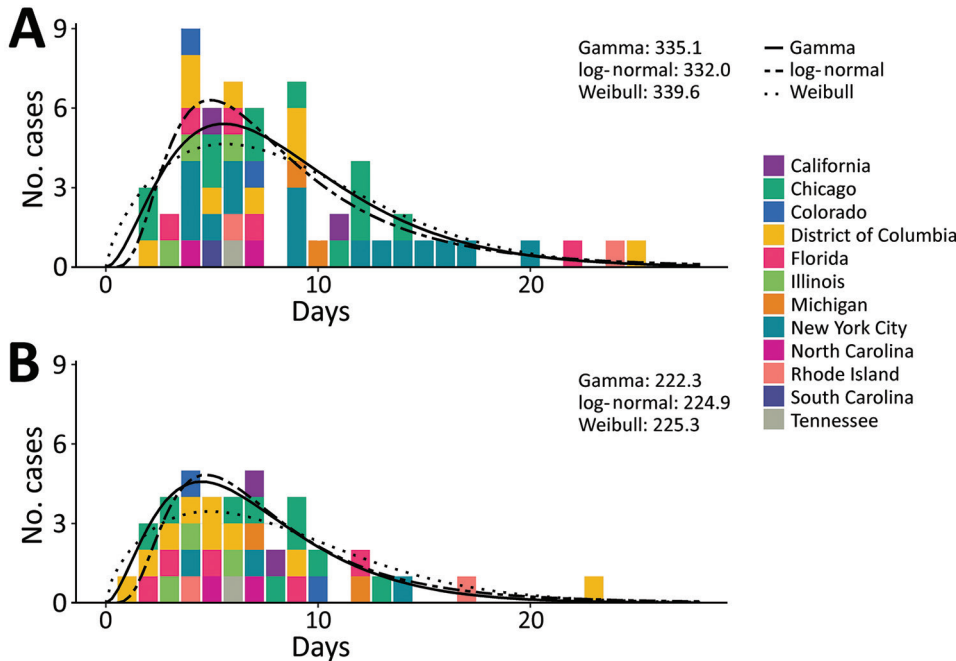 A
No. cases
9
6
3
0
0
10
20
Days
Gamma: 335.1
log-normal: 332.0
Weibull: 339.6
Gamma
log-normal
Weibull
California
Chicago
Colorado
District of Columbia
Florida
Illinois
Michigan
New York City
North Carolina
Rhode Island
South Carolina
Tennessee
B
No. cases
9
6
3
0
0
10
20
Days
Gamma: 222.3
log-normal: 224.9
Weibull: 225.3